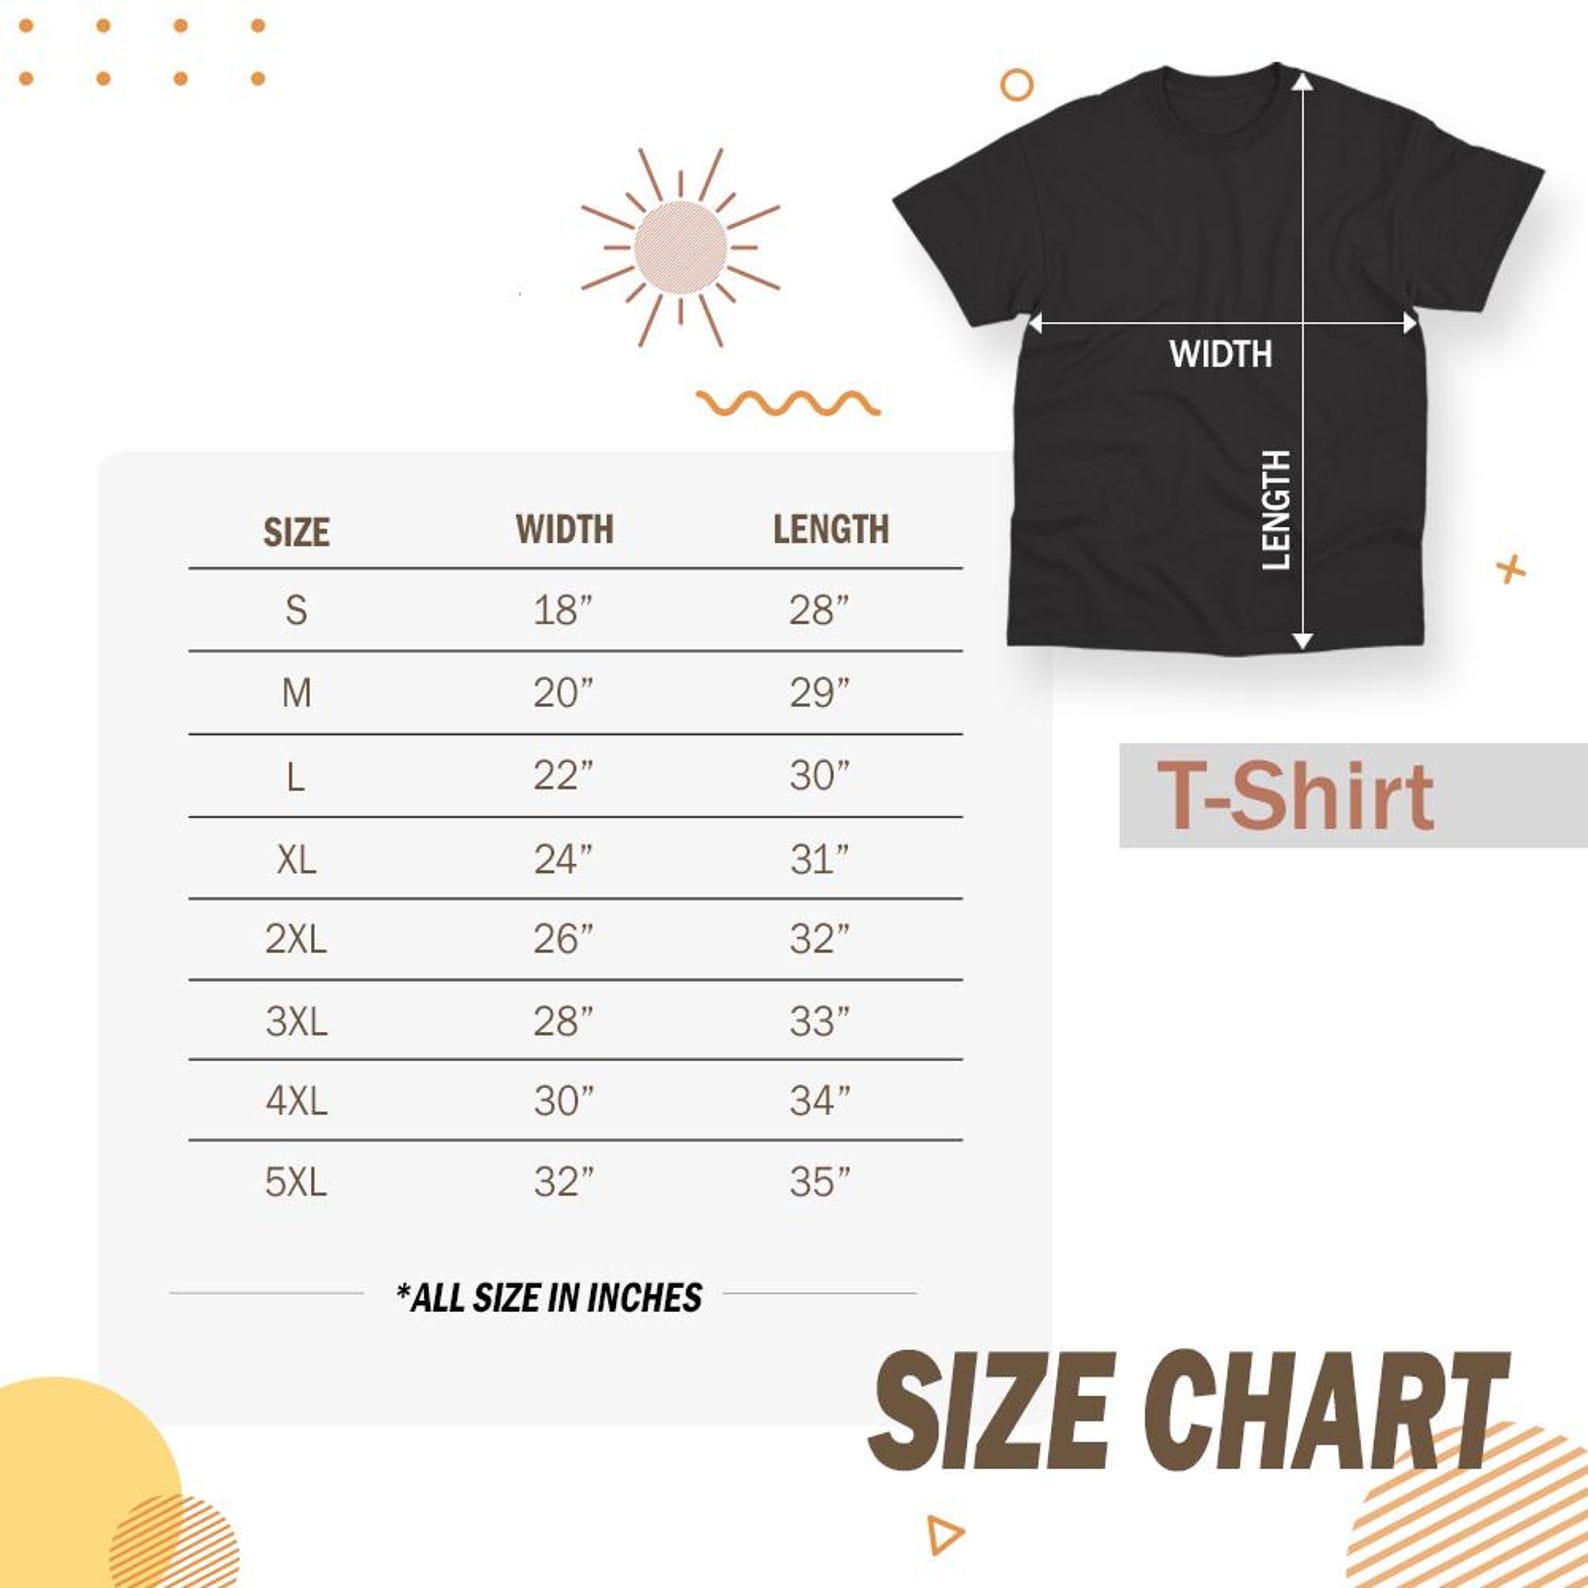 WIDTH
LENGTH
SIZE WIDTH LENGTH
S 18” 28”
M 20” 29”
L 22” 30”
XL 24” 31”
2XL 26” 32”
3XL 28” 33”
4XL 30” 34”
5XL 32” 35”
*ALL SIZE IN INCHES
T-Shirt
SIZE CHART